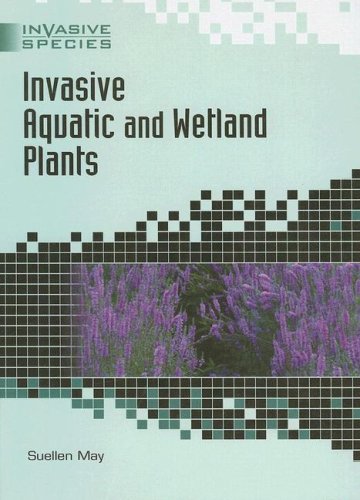 INVASIVE
SPECIES
Invasive
Aquatic and Wetland
Plants
Suellen May